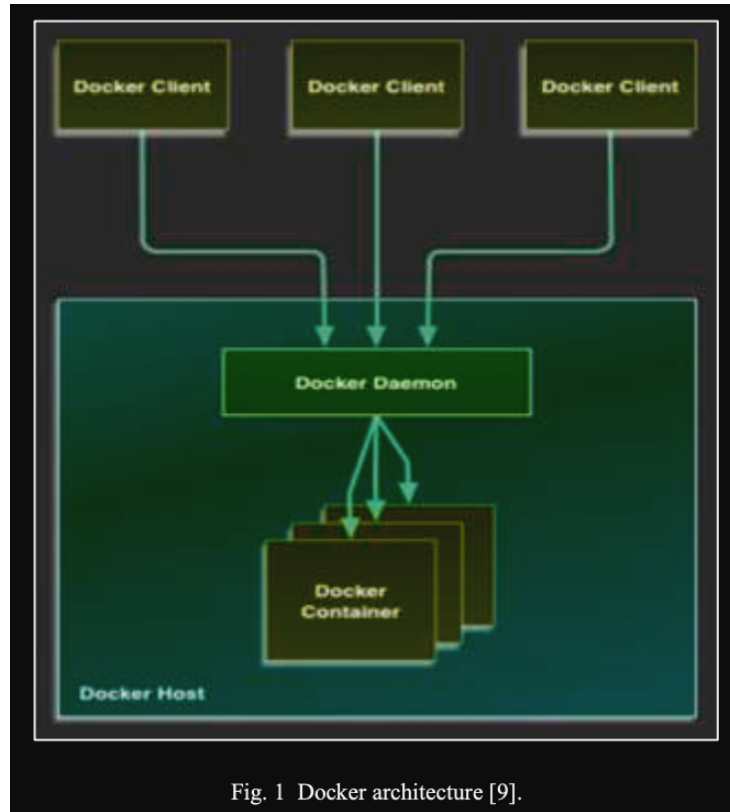 Docker Client
Docker Client
Docker Client
Docker Daemon
Docker
Container
Docker Host
Fig. 1 Docker architecture [9].